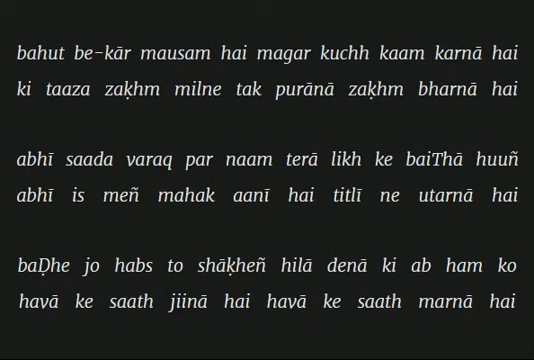 bahut be-kār mausam hai magar kuchh kaam karnā hai
ki taaza zaḳhm milne tak purānā zaḳhm bharnā hai
abhī saada varaq par naam terā likh ke baiThā huuñ
abhī is meñ mahak aanī hai titlī ne utarnā hai
baḌhe jo habs to shāḳheñ hilā denā ki ab ham ko
havā ke saath jiinā hai havā ke saath marnā hai